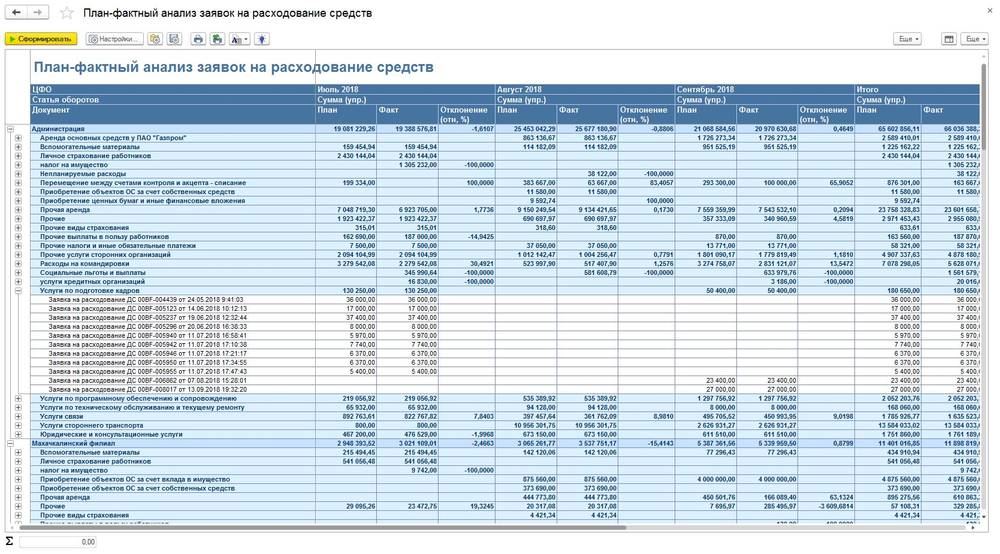 План-фактный анализ заявок на расходование средств
Сформировать Настройки... Еще Еще
План-фактный анализ заявок на расходование средств
ЦФО Июль 2018 Август 2018 Сентябрь 2018 Итого
Статья оборотов Сумма (упр.) Сумма (упр.) Сумма (упр.) Сумма (упр.)
Документ План Факт Отклонение (отн, %) План Факт Отклонение (отн, %) План Факт Отклонение (отн, %) План Факт
Администрация 19 081 229,26 19 388 576,81 -1,6107 25 453 042,29 25 677 180,90 -0,8806 21 068 584,56 20 970 630,68 0,4649 65 602 856,11 66 036 388,
Аренда основных средств у ПАО "Газпром" 863 136,67 863 136,67 1 726 273,34 1 726 273,34 2 589 410,01 2 589 410,
Вспомогательные материалы 159 454,94 159 454,94 114 182,09 114 182,09 951 525,19 951 525,19 1 225 162,22 1 225 162,
Личное страхование работников 2 430 144,04 2 430 144,04 2 430 144,04 2 430 144,
налог на имущество 1 305 232,00 -100,0000 1 305 232,
Непланируемые расходы 38 122,00 -100,0000 38 122,
Перемещение между счетами контроля и акцепта - списание 199 334,00 100,0000 383 667,00 63 667,00 83,4057 293 300,00 100 000,00 65,9052 876 301,00 163 667,
Приобретение объектов ОС за счет собственных средств 11 580,00 11 580,00 11 580,00 11 580,
Приобретение ценных бумаг и иные финансовые вложения 9 592,74 100,0000 9 592,74
Прочая аренда 7 048 719,30 6 923 705,00 1,7736 9 150 249,54 9 134 421,65 0,1730 7 559 359,99 7 543 532,10 0,2094 23 758 328,83 23 601 658,
Прочие 1 923 422,37 1 923 422,37 690 697,97 690 697,97 357 333,09 340 960,59 4,5819 2 971 453,43 2 955 080,
Прочие виды страхования 315,01 315,01 318,60 318,60 633,61 633,
Прочие выплаты в пользу работников 162 690,00 187 000,00 -14,9425 870,00 870,00 163 560,00 187 870,
Прочие налоги и иные обязательные платежи 7 500,00 7 500,00 37 050,00 37 050,00 13 771,00 13 771,00 58 321,00 58 321,
Прочие услуги сторонних организаций 2 094 104,99 2 094 104,99 1 012 142,47 1 004 256,47 0,7791 1 801 090,17 1 779 819,49 1,1810 4 907 337,63 4 878 180,
Расходы на командировки 3 279 542,08 2 279 542,08 30,4921 523 997,90 517 407,90 1,2576 3 274 758,07 2 831 121,07 13,5472 7 078 298,05 5 628 071,
Социальные льготы и выплаты 345 990,64 -100,0000 581 608,79 -100,0000 633 979,76 -100,0000 1 561 579,
услуги кредитных организаций 16 830,00 -100,0000 3 186,00 -100,0000 20 016,
Услуги по подготовке кадров 130 250,00 130 250,00 50 400,00 50 400,00 180 650,00 180 650,
Заявка на расходование ДС 00BF-004439 от 24.05.2018 9:41:03 36 000,00 36 000,00 36 000,00 36 000,
Заявка на расходование ДС 00BF-005123 от 14.06.2018 10:12:13 17 000,00 17 000,00 17 000,00 17 000,
Заявка на расходование ДС 00BF-005237 от 19.06.2018 12:32:44 37 400,00 37 400,00 37 400,00 37 400,
Заявка на расходование ДС 00BF-005296 от 20.06.2018 16:38:33 8 000,00 8 000,00 8 000,00 8 000,
Заявка на расходование ДС 00BF-005940 от 11.07.2018 16:58:41 5 970,00 5 970,00 5 970,00 5 970,
Заявка на расходование ДС 00BF-005942 от 11.07.2018 17:10:38 7 740,00 7 740,00 7 740,00 7 740,
Заявка на расходование ДС 00BF-005946 от 11.07.2018 17:21:17 6 370,00 6 370,00 6 370,00 6 370,
Заявка на расходование ДС 00BF-005950 от 11.07.2018 17:34:55 6 370,00 6 370,00 6 370,00 6 370,
Заявка на расходование ДС 00BF-005955 от 11.07.2018 17:47:43 5 400,00 5 400,00 5 400,00 5 400,
Заявка на расходование ДС 00BF-006862 от 07.08.2018 15:28:01 23 400,00 23 400,00 23 400,00 23 400,
Заявка на расходование ДС 00BF-008017 от 13.09.2018 19:32:20 27 000,00 27 000,00 27 000,00 27 000,
Услуги по программному обеспечению и сопровождению 219 056,92 219 056,92 535 389,92 535 389,92 1 297 756,92 1 297 756,92 2 052 203,76 2 052 203,
Услуги по техническому обслуживанию и текущему ремонту 65 932,00 65 932,00 94 128,00 94 128,00 8 000,00 8 000,00 168 060,00 168 060,
Услуги связи 892 763,61 822 767,82 7,8403 397 457,64 361 762,09 8,9810 495 705,52 450 993,95 9,0198 1 785 926,77 1 635 523,
Услуги стороннего транспорта 800,00 800,00 10 956 301,75 10 956 301,75 2 626 931,27 2 626 931,27 13 584 033,02 13 584 033,
Юридические и консультационные услуги 467 200,00 476 529,00 -1,9968 673 150,00 673 150,00 611 510,00 611 510,00 1 751 860,00 1 761 189,
Махачкалинский филиал 2 948 393,52 3 021 109,01 -2,4663 3 065 261,77 3 537 751,17 -15,4143 5 387 361,56 5 339 959,50 0,8799 11 401 016,85 11 898 819,
Вспомогательные материалы 215 494,45 215 494,45 142 120,06 142 120,06 77 296,43 77 296,43 434 910,94 434 910,
Личное страхование работников 541 056,48 541 056,48 541 056,48 541 056,
налог на имущество 9 742,00 -100,0000 9 742,
Приобретение объектов ОС за счет вклада в имущество 875 560,00 875 560,00 4 000 000,00 4 000 000,00 4 875 560,00 4 875 560,
Приобретение объектов ОС за счет собственных средств 373 690,00 373 690,00 373 690,00 373 690,
Прочая аренда 444 773,80 444 773,80 450 501,76 166 089,40 63,1324 895 275,56 610 863,
Прочие 29 095,26 23 472,75 19,3245 20 317,08 20 317,08 7 695,97 285 495,97 -3 609,6814 57 108,31 329 285,
Прочие виды страхования 4 421,34 4 421,34 4 421,34 4 421,
Σ 0,00